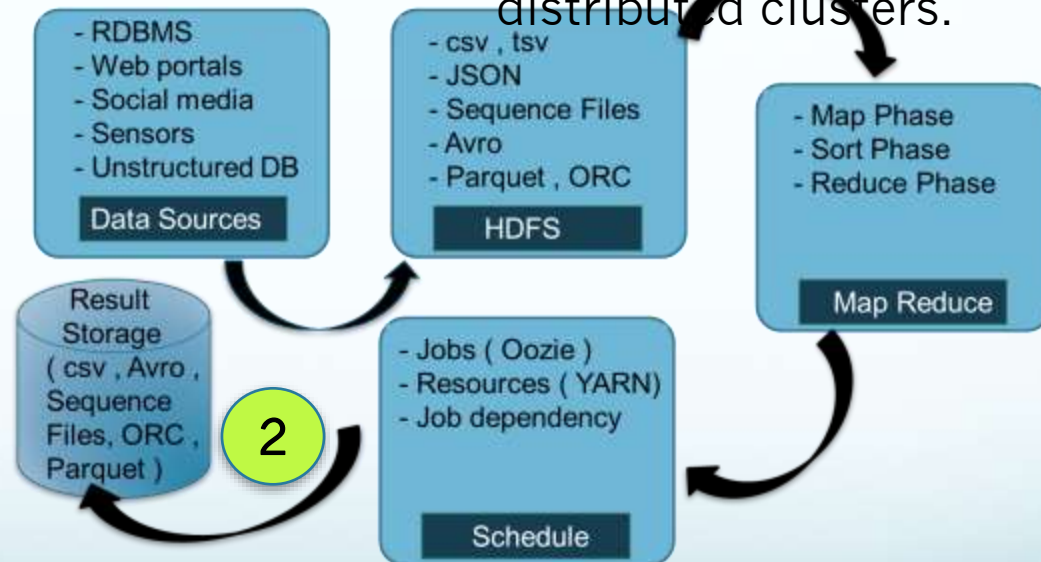 distributed clusters.
- RDBMS
- Web portals
- Social media
- Sensors
- Unstructured DB
Data Sources
- csv , tsv
- JSON
- Sequence Files
- Avro
- Parquet , ORC
HDFS
- Map Phase
- Sort Phase
- Reduce Phase
Map Reduce
Result
Storage
( csv , Avro ,
Sequence
Files, ORC ,
Parquet )
2
- Jobs ( Oozie )
- Resources ( YARN)
- Job dependency
Schedule